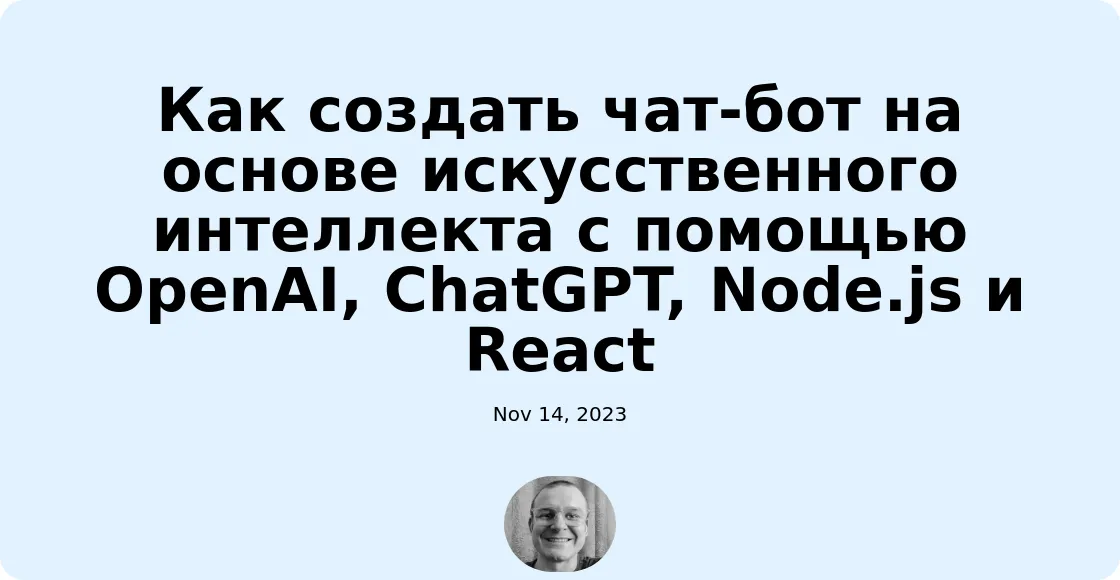 Как создать чат-бот на
основе искусственного
интеллекта с помощью
OpenAI, ChatGPT, Node.js и
React
Nov 14, 2023